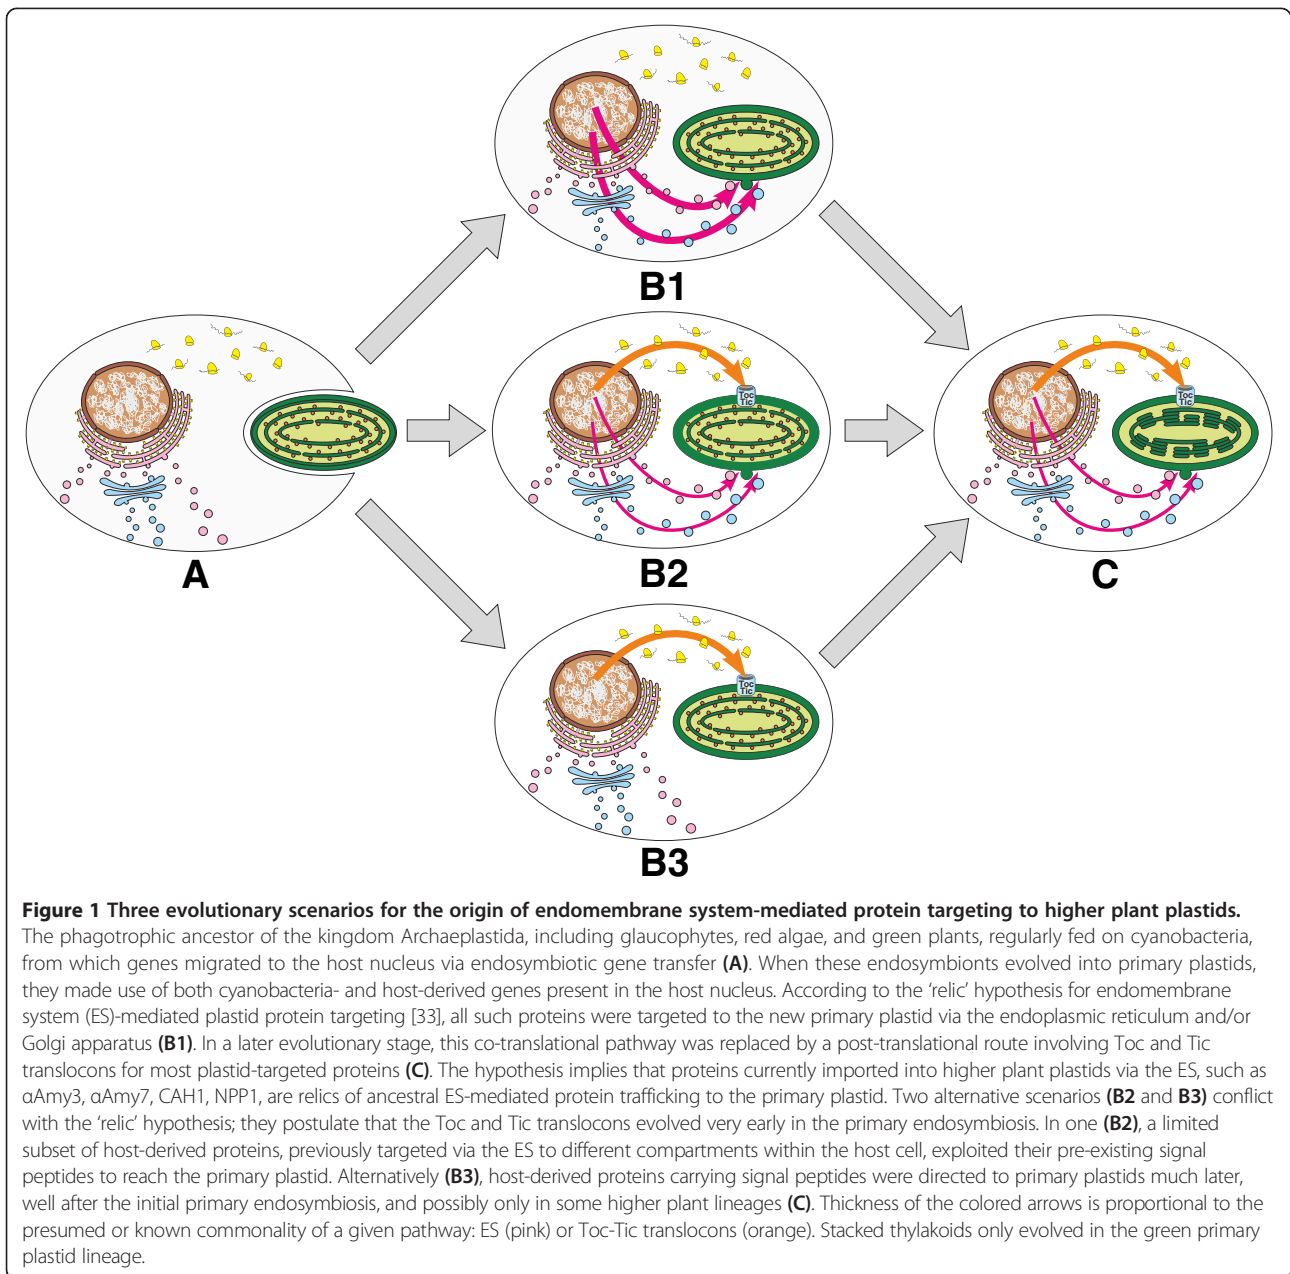 B1
Toc
Tic
Toc
Tic
A
B2
C
Toc
Tic
B3
Figure 1 Three evolutionary scenarios for the origin of endomembrane system-mediated protein targeting to higher plant plastids.
The phagotrophic ancestor of the kingdom Archaeplastida, including glaucophytes, red algae, and green plants, regularly fed on cyanobacteria,
from which genes migrated to the host nucleus via endosymbiotic gene transfer (A). When these endosymbionts evolved into primary plastids,
they made use of both cyanobacteria- and host-derived genes present in the host nucleus. According to the ‘relic’ hypothesis for endomembrane
system (ES)-mediated plastid protein targeting [33], all such proteins were targeted to the new primary plastid via the endoplasmic reticulum and/or
Golgi apparatus (B1). In a later evolutionary stage, this co-translational pathway was replaced by a post-translational route involving Toc and Tic
translocons for most plastid-targeted proteins (C). The hypothesis implies that proteins currently imported into higher plant plastids via the ES, such as
αAmy3, αAmy7, CAH1, NPP1, are relics of ancestral ES-mediated protein trafficking to the primary plastid. Two alternative scenarios (B2 and B3) conflict
with the ‘relic’ hypothesis; they postulate that the Toc and Tic translocons evolved very early in the primary endosymbiosis. In one (B2), a limited
subset of host-derived proteins, previously targeted via the ES to different compartments within the host cell, exploited their pre-existing signal
peptides to reach the primary plastid. Alternatively (B3), host-derived proteins carrying signal peptides were directed to primary plastids much later,
well after the initial primary endosymbiosis, and possibly only in some higher plant lineages (C). Thickness of the colored arrows is proportional to the
presumed or known commonality of a given pathway: ES (pink) or Toc-Tic translocons (orange). Stacked thylakoids only evolved in the green primary
plastid lineage.